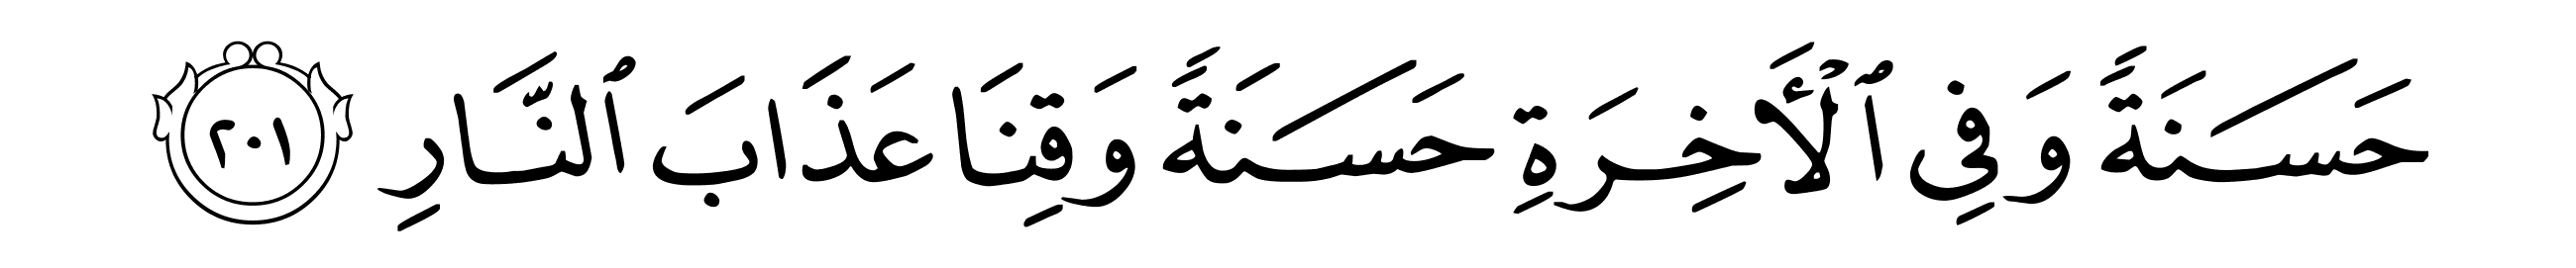 حَسَنَةً وَفِي ٱلْأَخِرَةِ حَسَنَةً وَقِنَا عَذَابَ ٱلنَّارِ ٢٠١